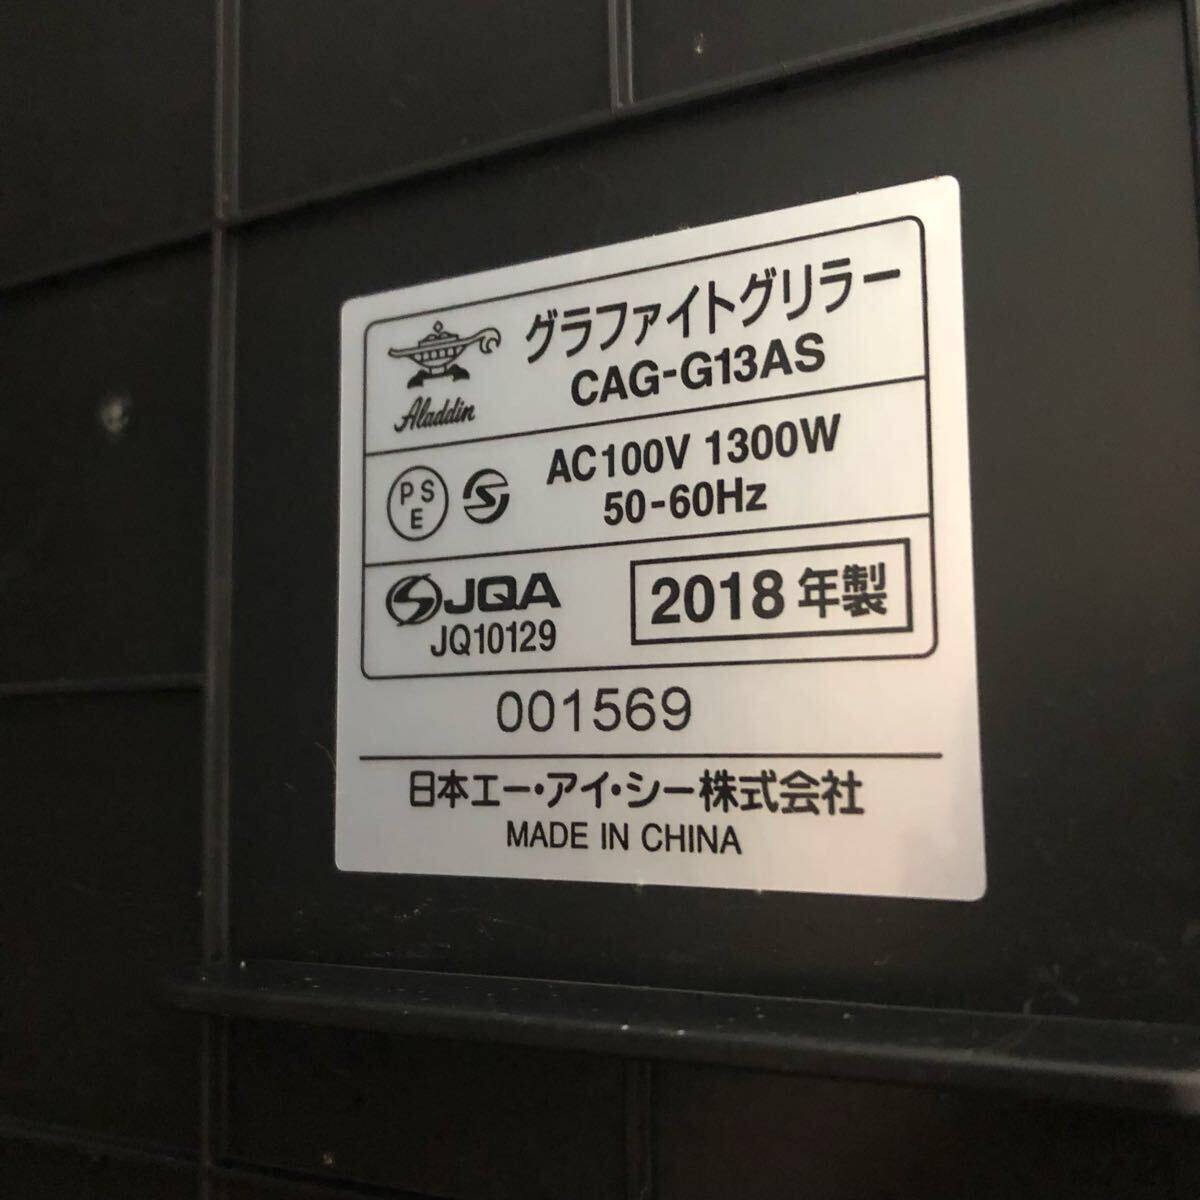 グラファイトグリラー
CAG-G13AS
Aladdin
AC100V 1300W
50-60Hz
PS
E
S
JQA
JQ10129
2018年製
001569
日本エー・アイ・シー株式会社
MADE IN CHINA